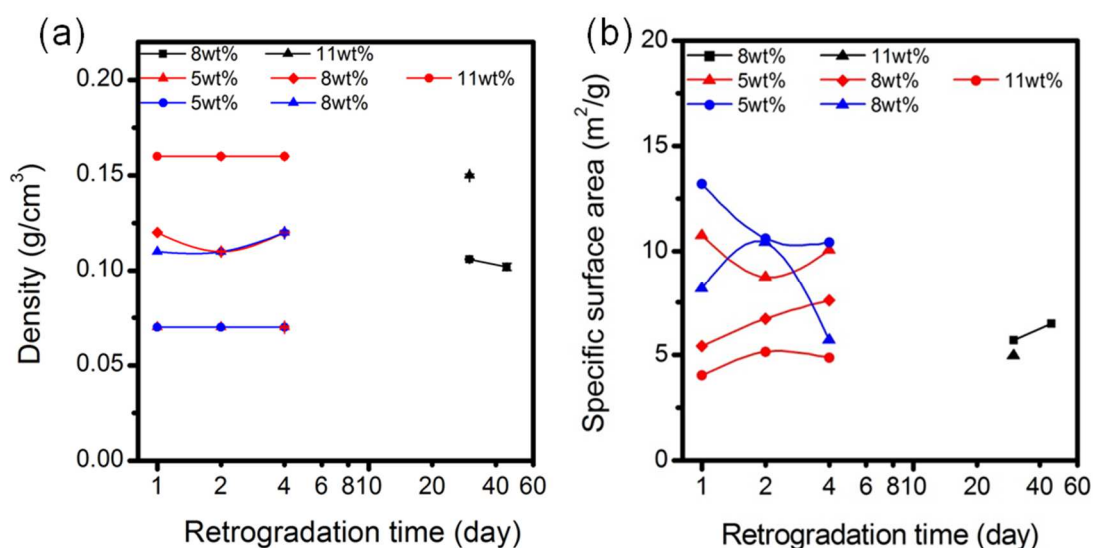 (a)
8wt% 11wt%
5wt% 8wt% 11wt%
5wt% 8wt%
Density (g/cm³)
0.20
0.15
0.10
0.05
0.00
1 2 4 6 810 20 40 60
Retrogradation time (day)
(b)
8wt% 11wt%
5wt% 8wt% 11wt%
5wt% 8wt%
Specific surface area (m²/g)
20
15
10
5
0
1 2 4 6 810 20 40 60
Retrogradation time (day)